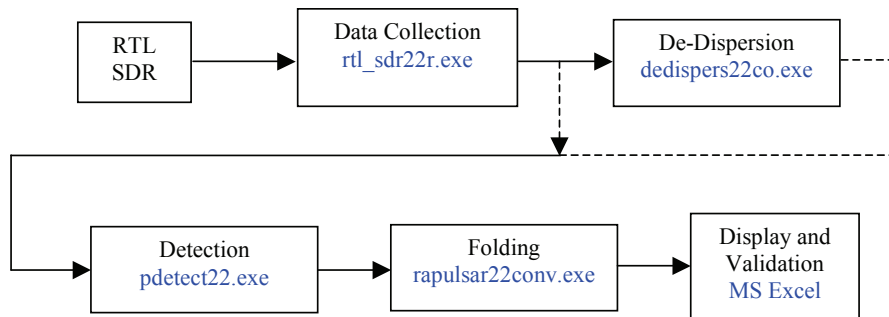 RTL
SDR
Data Collection
rtl_sdr22r.exe
De-Dispersion
dedispers22co.exe
Detection
pdetect22.exe
Folding
rapulsar22conv.exe
Display and
Validation
MS Excel